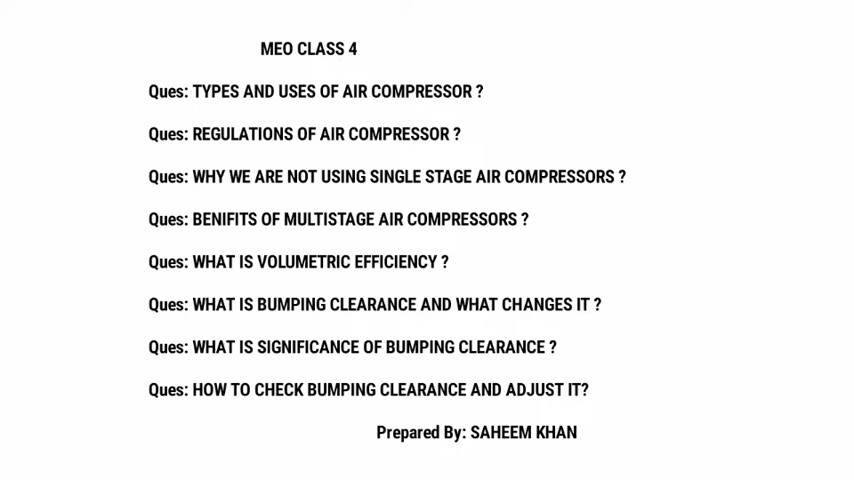 MEO CLASS 4
Ques: TYPES AND USES OF AIR COMPRESSOR ?
Ques: REGULATIONS OF AIR COMPRESSOR ?
Ques: WHY WE ARE NOT USING SINGLE STAGE AIR COMPRESSORS ?
Ques: BENIFITS OF MULTISTAGE AIR COMPRESSORS ?
Ques: WHAT IS VOLUMETRIC EFFICIENCY ?
Ques: WHAT IS BUMPING CLEARANCE AND WHAT CHANGES IT ?
Ques: WHAT IS SIGNIFICANCE OF BUMPING CLEARANCE ?
Ques: HOW TO CHECK BUMPING CLEARANCE AND ADJUST IT?
Prepared By: SAHEEM KHAN